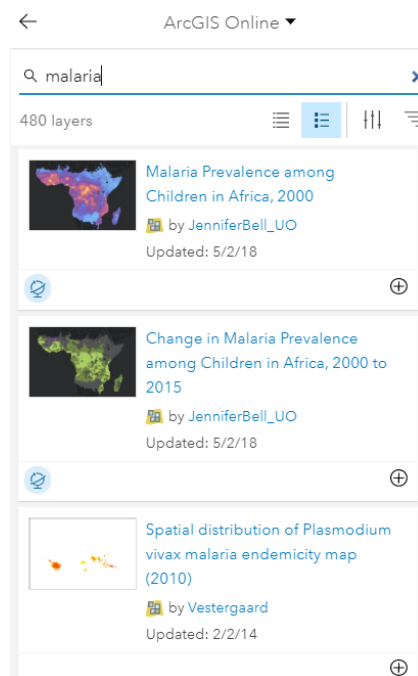 ArcGIS Online
malaria
480 layers
Malaria Prevalence among
Children in Africa, 2000
by JenniferBell_UO
Updated: 5/2/18
Change in Malaria Prevalence
among Children in Africa, 2000 to
2015
by JenniferBell_UO
Updated: 5/2/18
Spatial distribution of Plasmodium
vivax malaria endemicity map
(2010)
by Vestergaard
Updated: 2/2/14